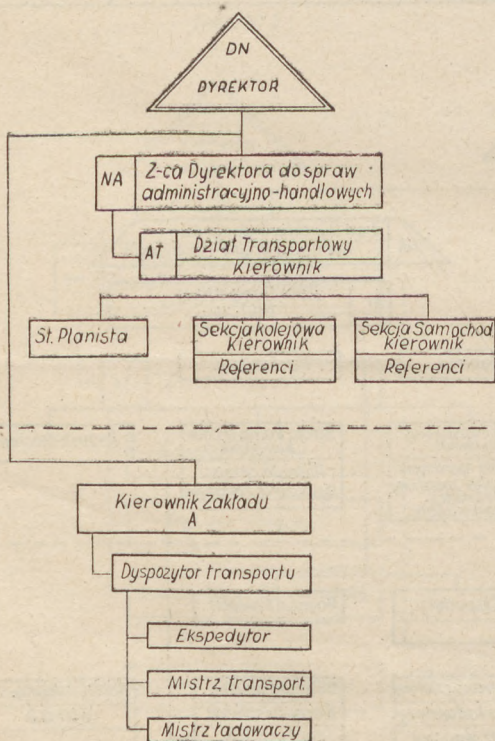 DN
DYREKTOR
NA
Z-ca Dyrektora do spraw
administracyjno-handlowych
AT
Dział Transportowy
Kierownik
St. Planista
Sekcja kolejowa
Kierownik
Referenci
Sekcja Samochod
Kierownik
Referenci
Kierownik Zakładu
A
Dyspozytor transportu
Ekspedytor
Mistrz transport.
Mistrz ładowaczy